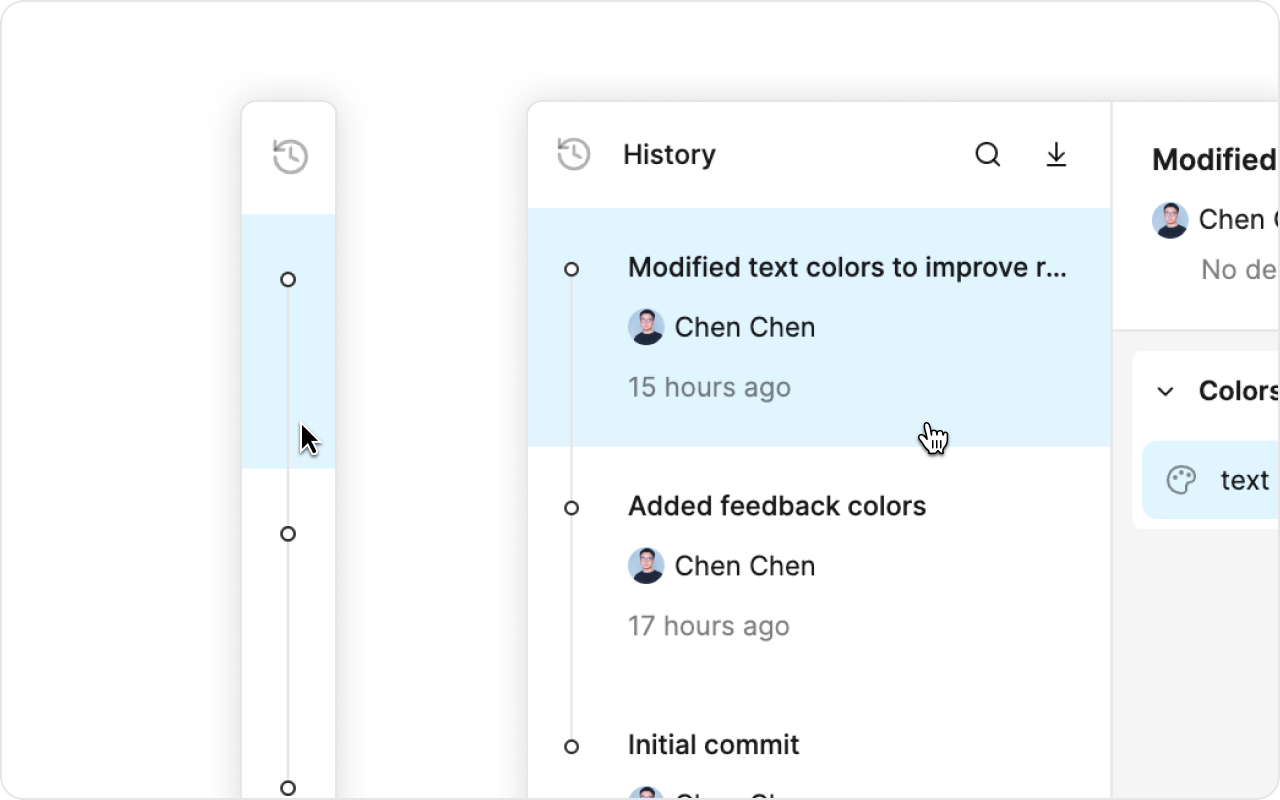 History
Modified text colors to improve r...
Chen Chen
15 hours ago
Added feedback colors
Chen Chen
17 hours ago
Initial commit
Modified
Chen
No de
Colors
text